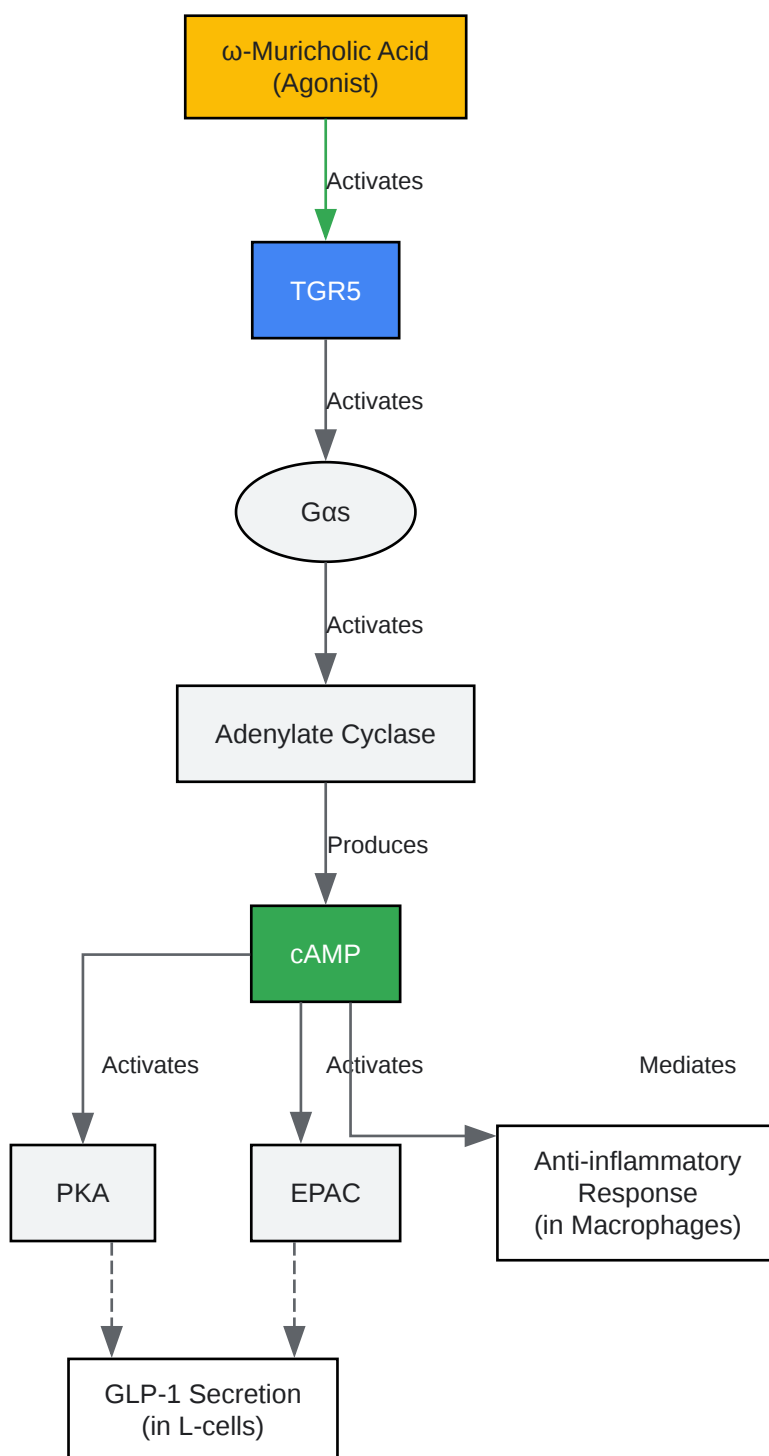 ω-Muricholic Acid
(Agonist)
Activates
TGR5
Activates
Gαs
Activates
Adenylate Cyclase
Produces
cAMP
Activates
Activates
Mediates
PKA
EPAC
Anti-inflammatory
Response
(in Macrophages)
GLP-1 Secretion
(in L-cells)